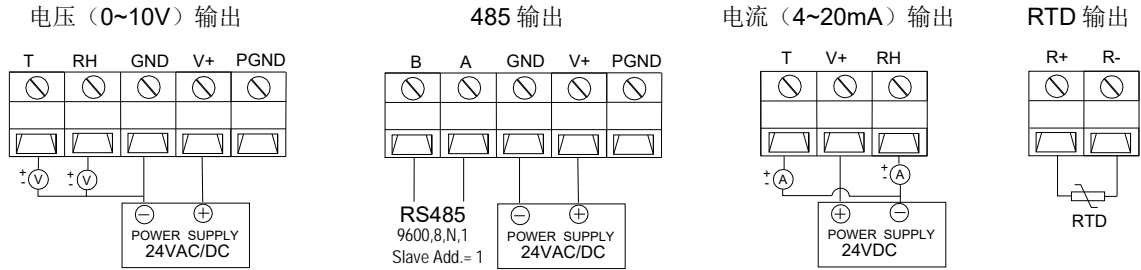 电压（0~10V）输出
T RH GND V+ PGND
+ - V + - V
POWER SUPPLY
24VAC/DC
485 输出
B A GND V+ PGND
RS485
9600,8,N,1
Slave Add.= 1
POWER SUPPLY
24VAC/DC
电流（4~20mA）输出
T V+ RH
+ - A + - A
POWER SUPPLY
24VDC
RTD 输出
R+ R-
RTD